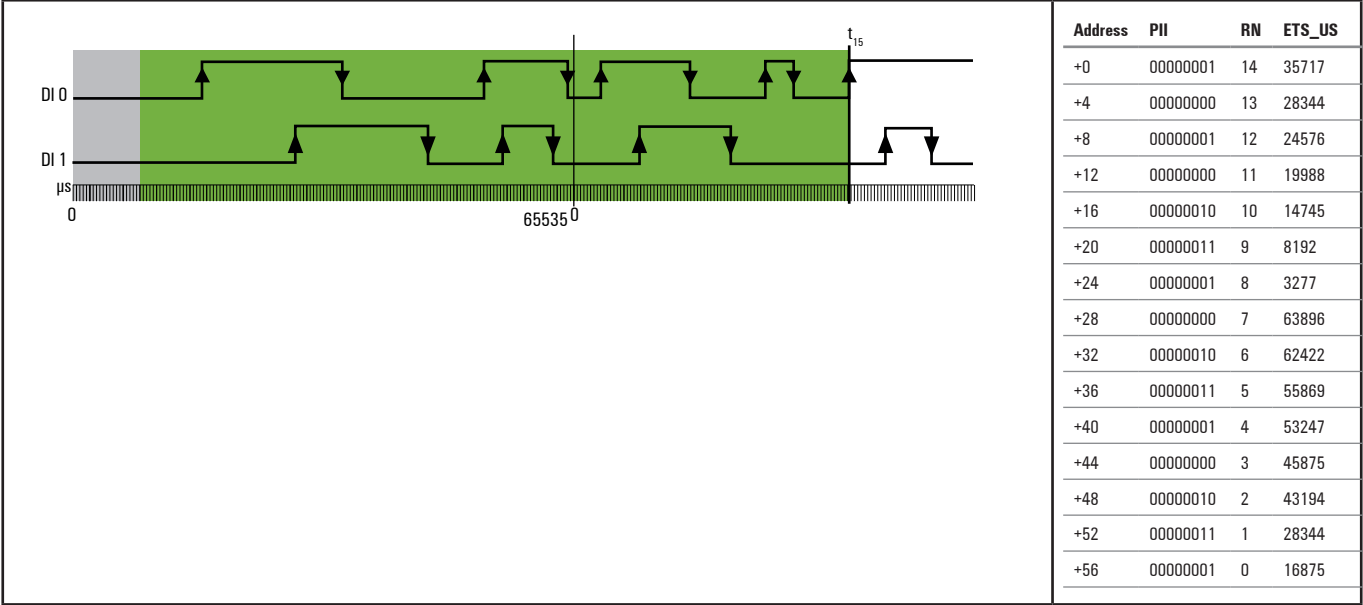 t15
DI 0
DI 1
µs
0 65535 0
Address PII RN ETS_US
+0 00000001 14 35717
+4 00000000 13 28344
+8 00000001 12 24576
+12 00000000 11 19988
+16 00000010 10 14745
+20 00000011 9 8192
+24 00000001 8 3277
+28 00000000 7 63896
+32 00000010 6 62422
+36 00000011 5 55869
+40 00000001 4 53247
+44 00000000 3 45875
+48 00000010 2 43194
+52 00000011 1 28344
+56 00000001 0 16875